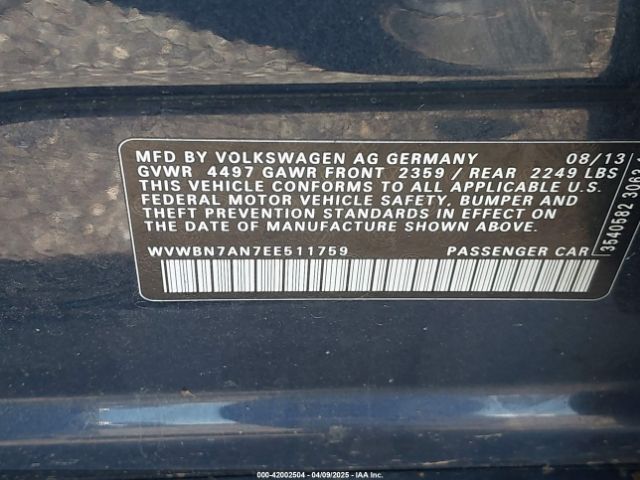 MFD BY VOLKSWAGEN AG GERMANY 08/13
GVWR 4497 GAWR FRONT 2359 / REAR 2249 LBS
THIS VEHICLE CONFORMS TO ALL APPLICABLE U.S.
FEDERAL MOTOR VEHICLE SAFETY, BUMPER AND
THEFT PREVENTION STANDARDS IN EFFECT ON
THE DATE OF MANUFACTURE SHOWN ABOVE.
WVWBN7AN7EE511759 PASSENGER CAR
3540582 3063
000-42002504 - 04/09/2025 - IAA Inc.